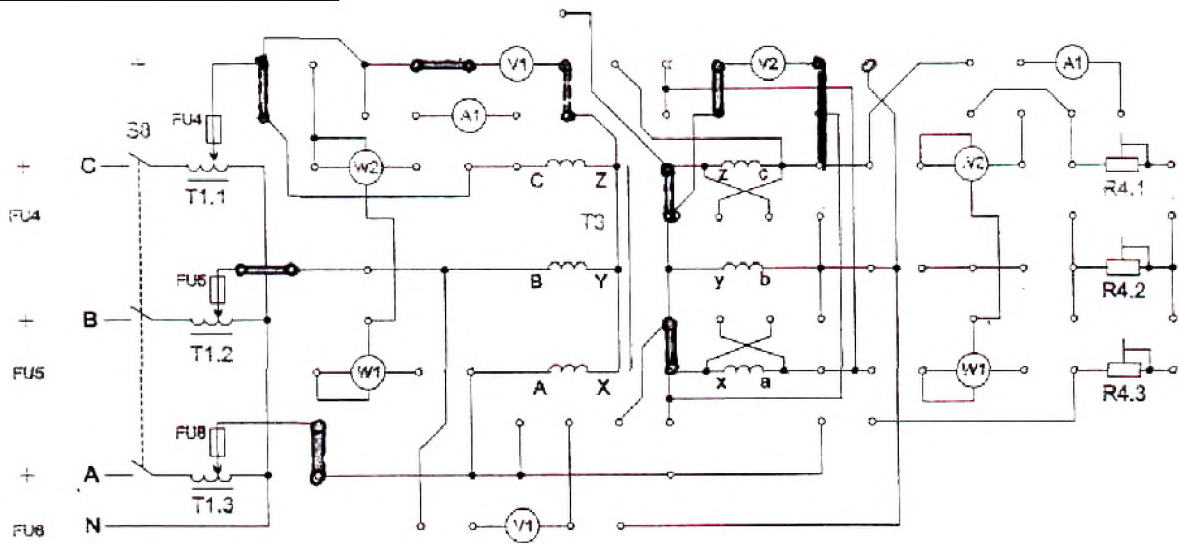 V1 V2 A1
FU4 A1
S8
C W2 C Z z c W2 R4.1
T1.1
FU4 T3
FU5 B Y y b R4.2
B
T1.2
FU5 W1 A X x a W1 R4.3
FU8
A
T1.3
FU6 N V1